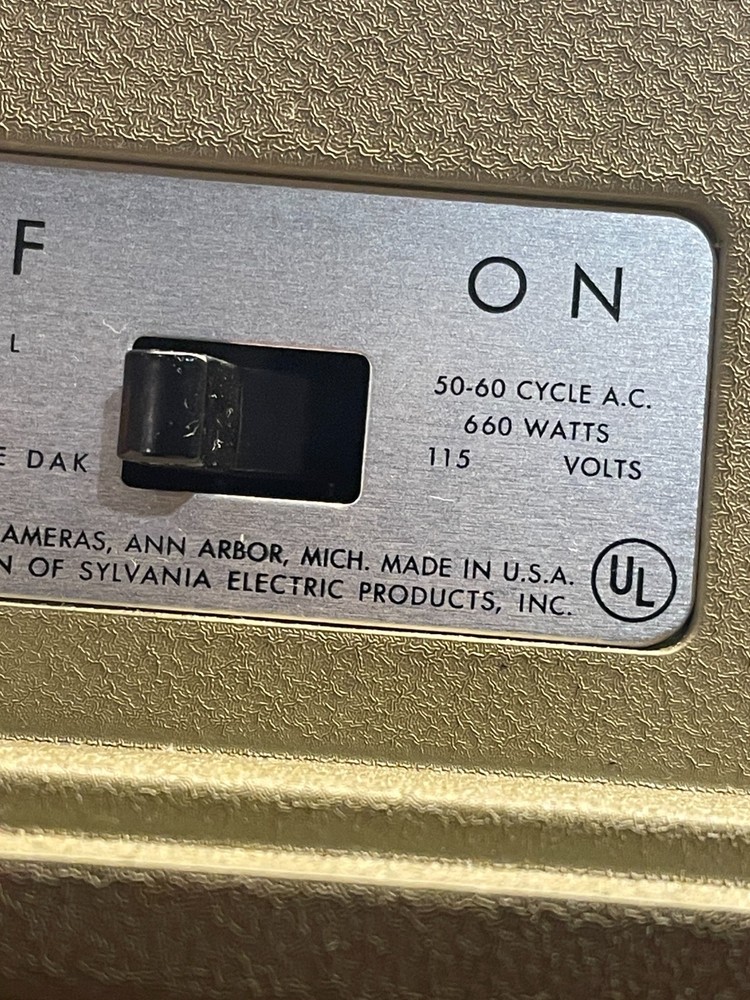 F
ON
L
50-60 CYCLE A.C.
660 WATTS
E DAK
115 VOLTS
AMERAS, ANN ARBOR, MICH. MADE IN U.S.A.
N OF SYLVANIA ELECTRIC PRODUCTS, INC.
UL